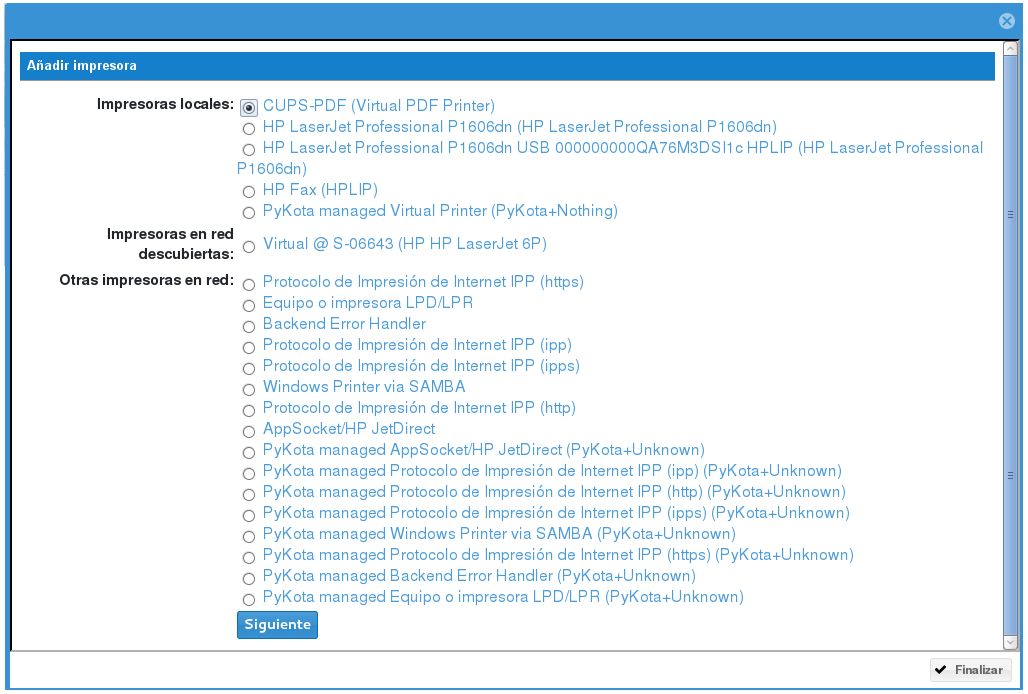 Añadir impresora
Impresoras locales:
CUPS-PDF (Virtual PDF Printer)
HP LaserJet Professional P1606dn (HP LaserJet Professional P1606dn)
HP LaserJet Professional P1606dn USB 000000000QA76M3DSI1c HPLIP (HP LaserJet Professional
P1606dn)
HP Fax (HPLIP)
PyKota managed Virtual Printer (PyKota+Nothing)
Impresoras en red
descubiertas:
Virtual @ S-06643 (HP HP LaserJet 6P)
Otras impresoras en red:
Protocolo de Impresión de Internet IPP (https)
Equipo o impresora LPD/LPR
Backend Error Handler
Protocolo de Impresión de Internet IPP (ipp)
Protocolo de Impresión de Internet IPP (ipps)
Windows Printer via SAMBA
Protocolo de Impresión de Internet IPP (http)
AppSocket/HP JetDirect
PyKota managed AppSocket/HP JetDirect (PyKota+Unknown)
PyKota managed Protocolo de Impresión de Internet IPP (ipp) (PyKota+Unknown)
PyKota managed Protocolo de Impresión de Internet IPP (http) (PyKota+Unknown)
PyKota managed Protocolo de Impresión de Internet IPP (ipps) (PyKota+Unknown)
PyKota managed Windows Printer via SAMBA (PyKota+Unknown)
PyKota managed Protocolo de Impresión de Internet IPP (https) (PyKota+Unknown)
PyKota managed Backend Error Handler (PyKota+Unknown)
PyKota managed Equipo o impresora LPD/LPR (PyKota+Unknown)
Siguiente
Finalizar